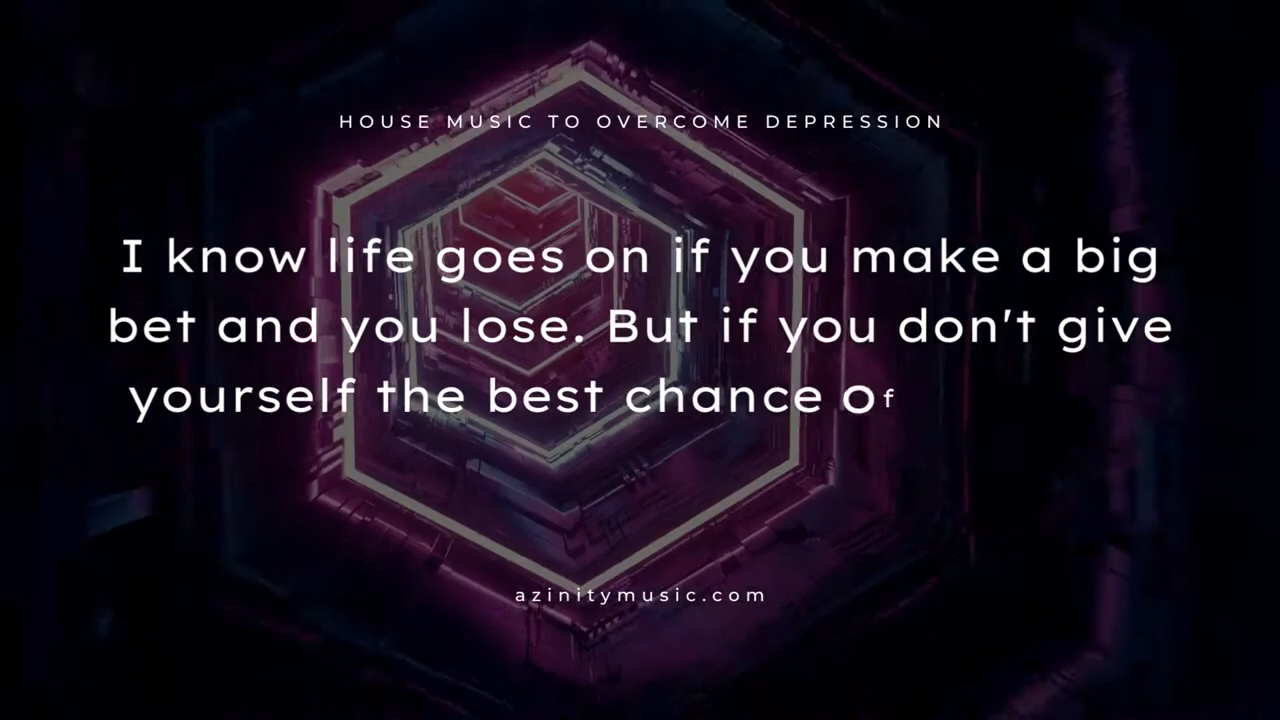 HOUSE MUSIC TO OVERCOME DEPRESSION
I know life goes on if you make a big
bet and you lose. But if you don't give
yourself the best chance of
azinitymusic.com